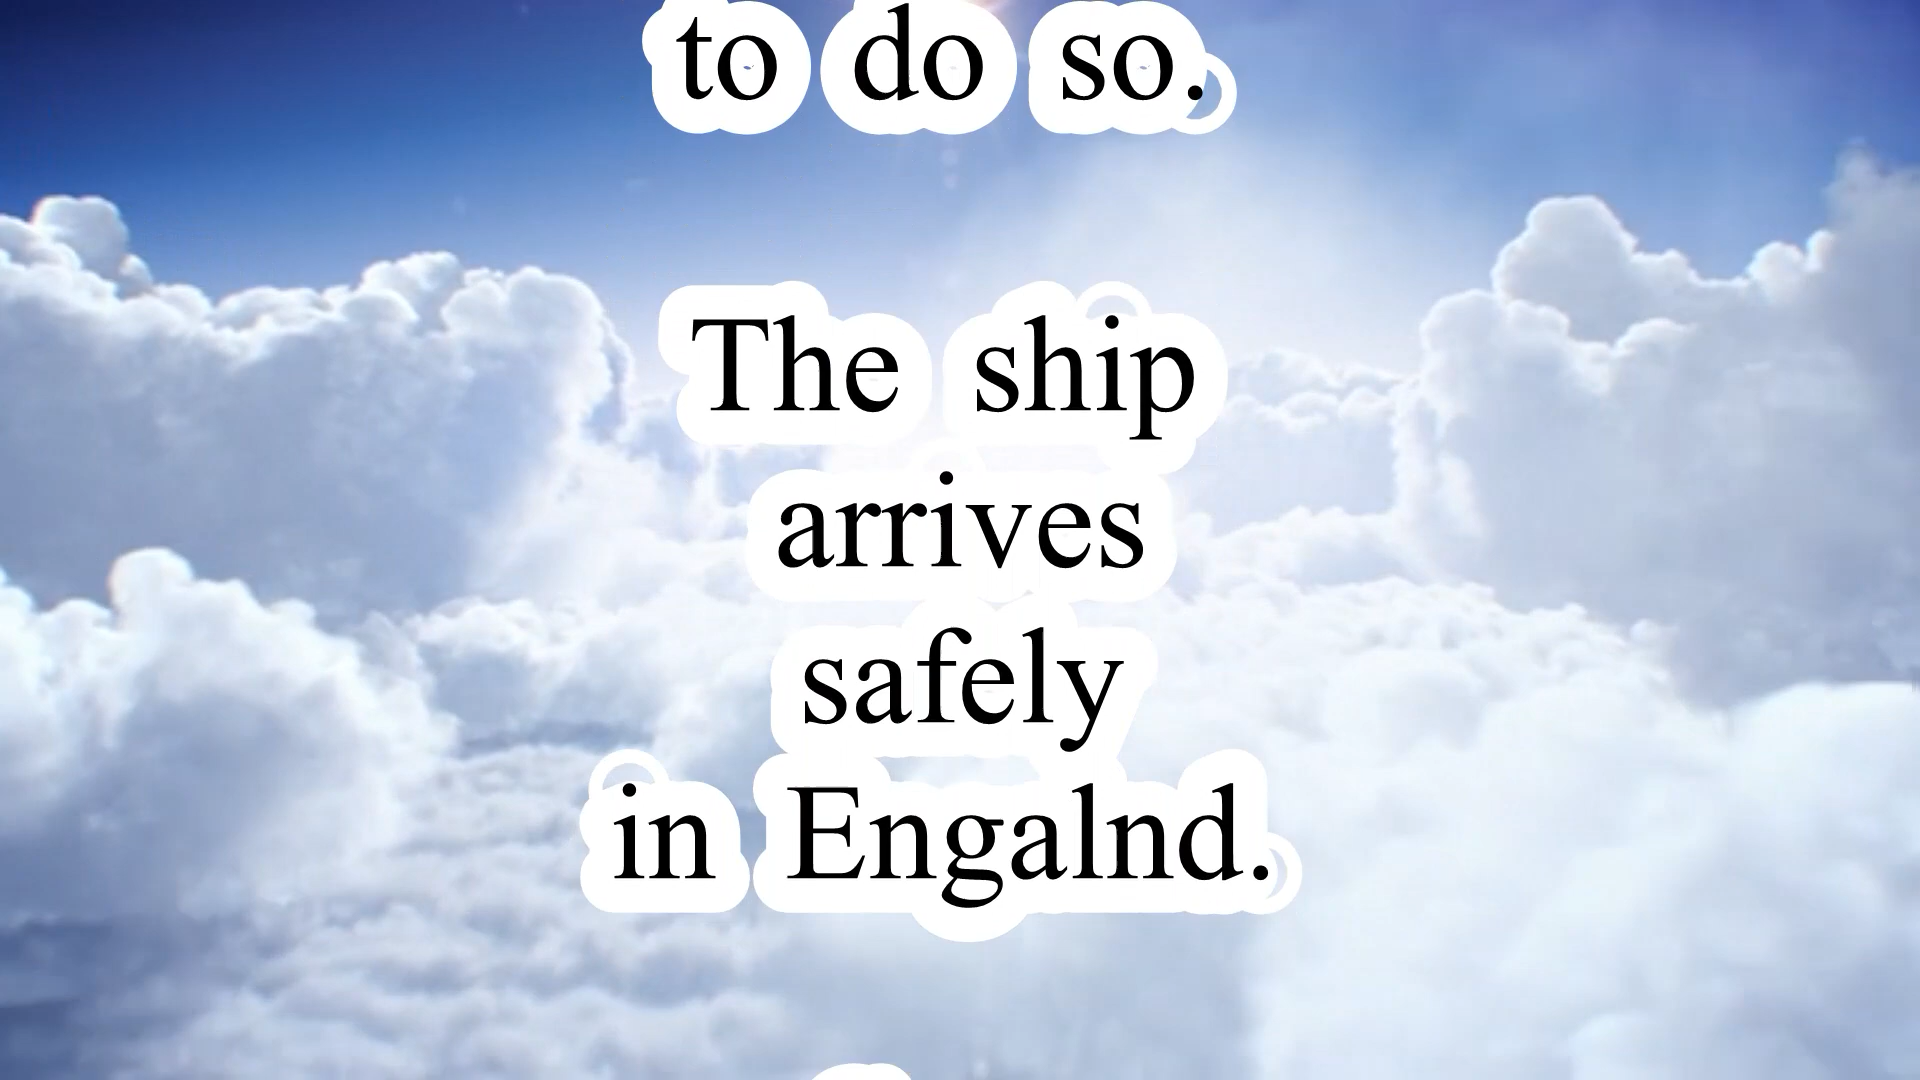 to do so.
The ship
arrives
safely
in Engalnd.